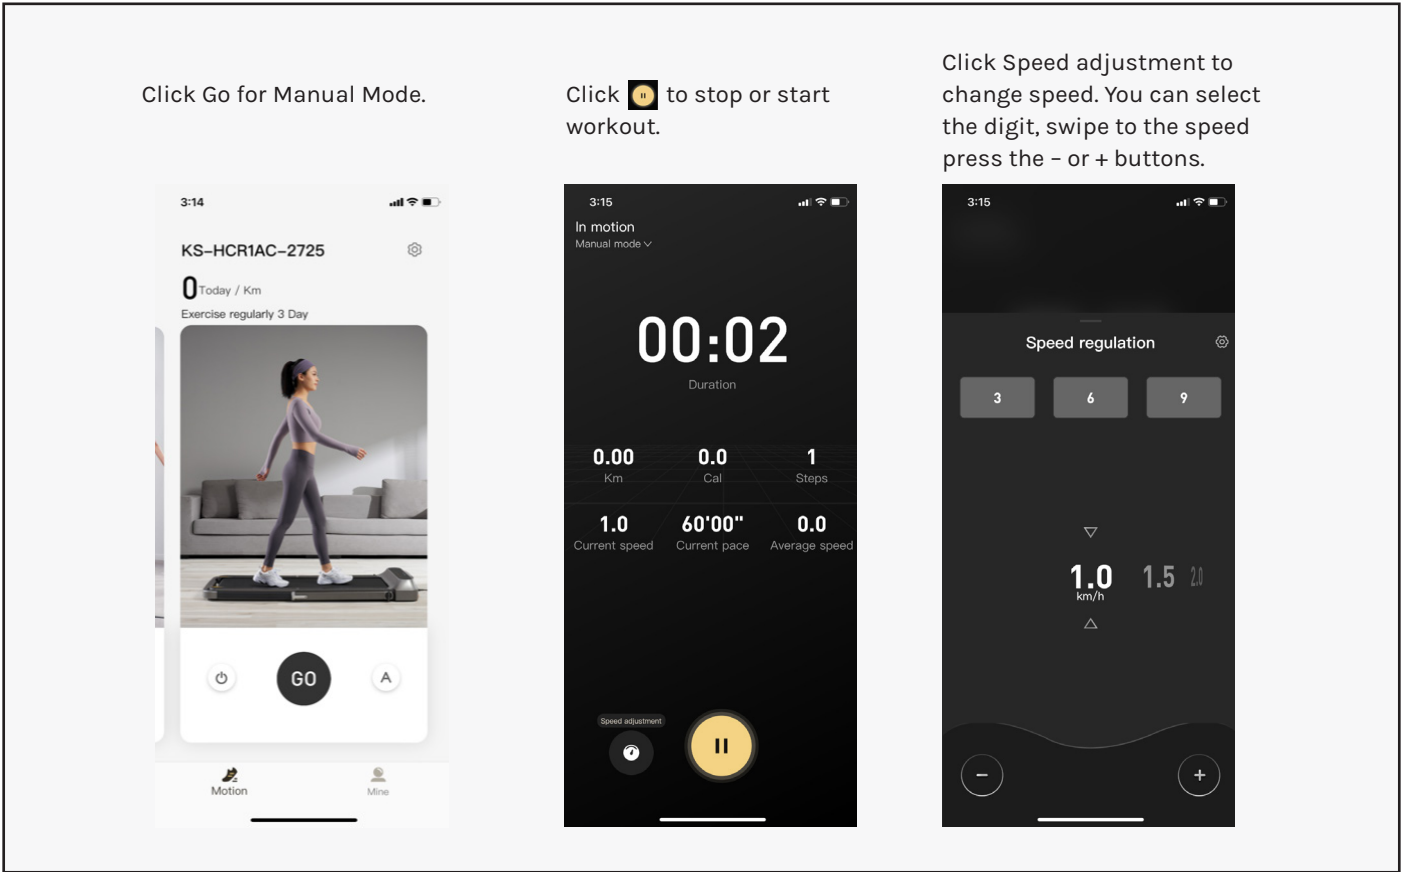 Click Go for Manual Mode.
3:14
KS-HCR1AC-2725
0 Today / Km
Exercise regularly 3 Day
GO
A
Motion
Mine
Click to stop or start
workout.
3:15
In motion
Manual mode
00:02
Duration
0.00 0.0 1
Km Cal Steps
1.0 60'00" 0.0
Current speed Current pace Average speed
Speed adjustment
Click Speed adjustment to
change speed. You can select
the digit, swipe to the speed
press the – or + buttons.
3:15
Speed regulation
3 6 9
1.0 1.5 2.0
km/h
− +